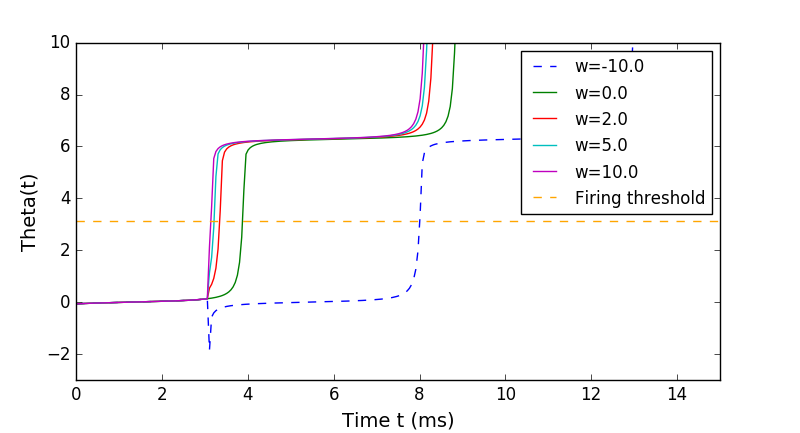 10
8
6
4
2
0
−2
Theta(t)
0 2 4 6 8 10 12 14
Time t (ms)
w=-10.0
w=0.0
w=2.0
w=5.0
w=10.0
Firing threshold